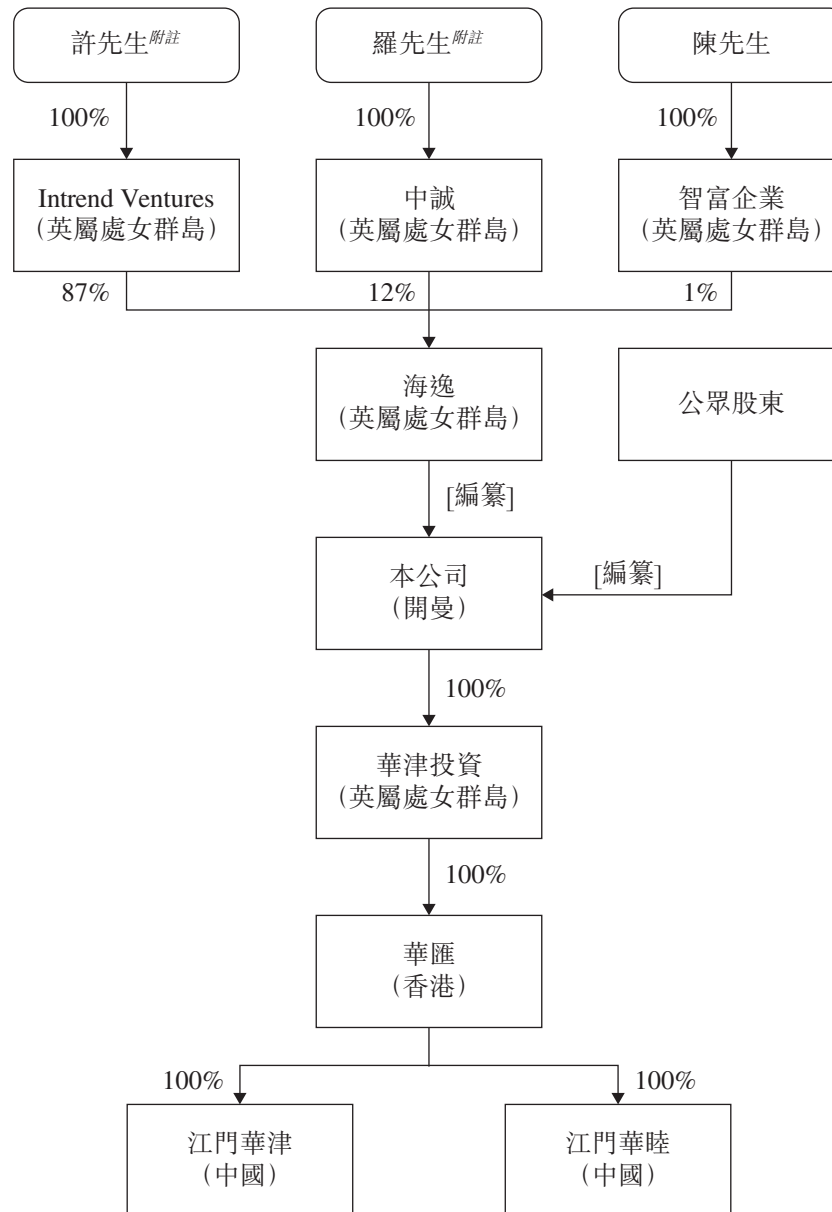 許先生附註
羅先生附註
陳先生
100%
100%
100%
Intrend Ventures
（英屬處女群島）
中誠
（英屬處女群島）
智富企業
（英屬處女群島）
87%
12%
1%
海逸
（英屬處女群島）
公眾股東
[編纂]
本公司
（開曼）
[編纂]
100%
華津投資
（英屬處女群島）
100%
華匯
（香港）
100%
100%
江門華津
（中國）
江門華睦
（中國）